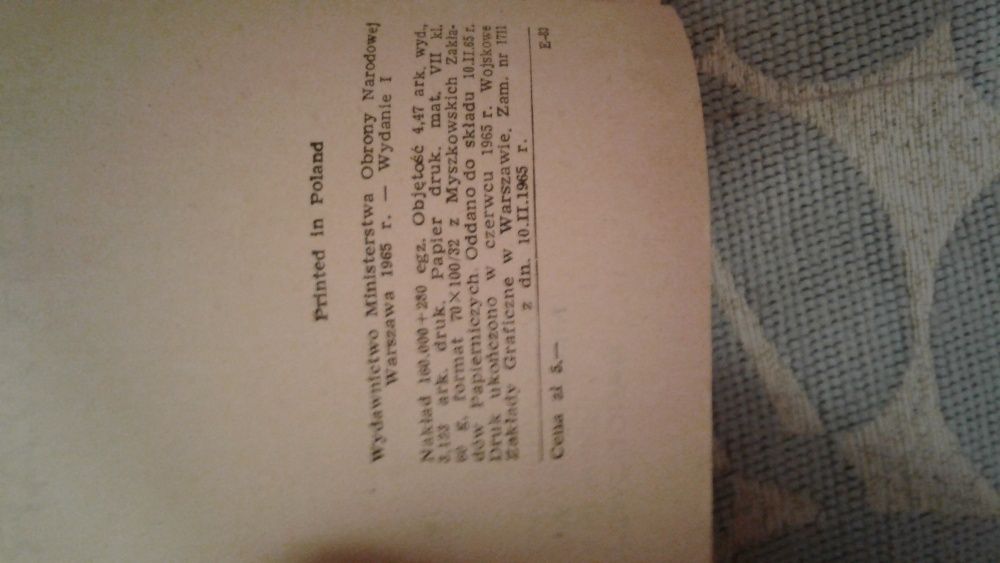 Printed in Poland
Wydawnictwo Ministerstwa Obrony Narodowej
Warszawa 1965 r. — Wydanie I
Nakład 160.000+280 egz. Objętość 4,47 ark. wyd.,
3,125 ark. druk. Papier druk. mat. VII kl.
60 g, format 70×100/32 z Myszkowskich Zakła-
dów Papierniczych. Oddano do składu 10.II.65 r.
Druk ukończono w czerwcu 1965 r. Wojskowe
Zakłady Graficzne w Warszawie. Zam. nr 1711
z dn. 10.II.1965 r.
Cena zł 5.— E-83